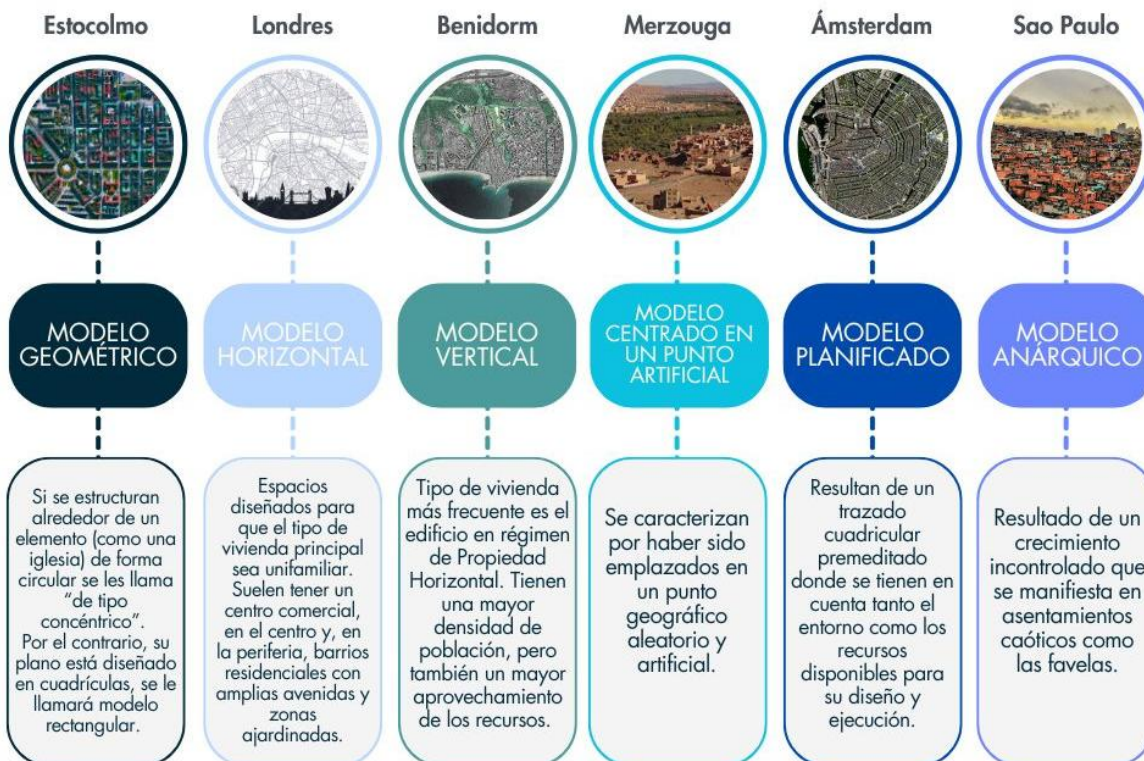 Estocolmo
Londres
Benidorm
Merzouga
Ámsterdam
Sao Paulo
MODELO
GEOMÉTRICO
MODELO
HORIZONTAL
MODELO
VERTICAL
MODELO
CENTRADO EN
UN PUNTO
ARTIFICIAL
MODELO
PLANIFICADO
MODELO
ANÁRQUICO
Si se estructuran
alrededor de un
elemento (como una
iglesia) de forma
circular se les llama
“de tipo
concéntrico”.
Por el contrario, su
plano está diseñado
en cuadrículas, se le
llamará modelo
rectangular.
Espacios
diseñados para
que el tipo de
vivienda principal
sea unifamiliar.
Suelen tener un
centro comercial,
en el centro y, en
la periferia, barrios
residenciales con
amplias avenidas y
zonas
ajardinadas.
Tipo de vivienda
más frecuente es el
edificio en régimen
de Propiedad
Horizontal. Tienen
una mayor
densidad de
población, pero
también un mayor
aprovechamiento
de los recursos.
Se caracterizan
por haber sido
emplazados en
un punto
geográfico
aleatorio y
artificial.
Resultan de un
trazado
cuadricular
premeditado
donde se tienen en
cuenta tanto el
entorno como los
recursos
disponibles para
su diseño y
ejecución.
Resultado de un
crecimiento
incontrolado que
se manifiesta en
asentamientos
caóticos como
las favelas.